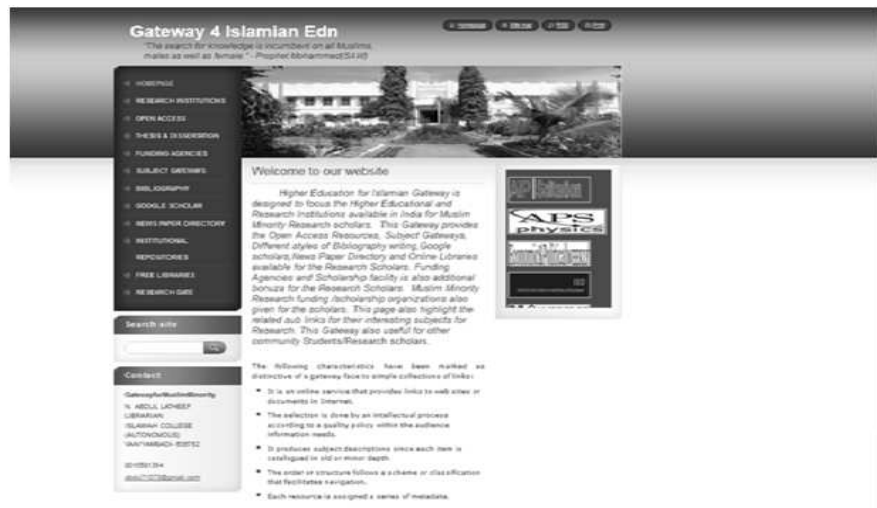 Gateway 4 Islamian Edn
"The search for knowledge is incumbent on all Muslims,
males as well as female." - Prophet Mohammed(SAW)
HOMEPAGE
RESEARCH INSTITUTIONS
OPEN ACCESS
THESIS & DISSERTATION
FUNDING AGENCIES
SUBJECT GATEWAYS
BIBLIOGRAPHY
GOOGLE SCHOLAR
NEWS PAPER DIRECTORY
INSTITUTIONAL
REPOSITORIES
FREE LIBRARIES
RESEARCH GATE
Search site
Contact
GatewayforMuslimMinority
N. ABDUL LATHEEF
LIBRARIAN
ISLAMIAH COLLEGE
(AUTONOMOUS)
VANIYAMBADI-635752
Welcome to our website
Higher Education for Islamian Gateway is
designed to focus the Higher Educational and
Research Institutions available in India for Muslim
Minority Research scholars. This Gateway provides
the Open Access Resources, Subject Gateways,
Different styles of Bibliography writing, Google
scholars,News Paper Directory and Online Libraries
available for the Research Scholars. Funding
Agencies and Scholarship facility is also additional
bonuza for the Research Scholars. Muslim Minority
Research funding /scholarship organizations also
given for the scholars. This page also highlight the
related sub links for their interesting subjects for
Research. This Gateway also useful for other
community Students/Research scholars.
The following characteristics have been marked as
distinctive of a gateway face to simple collections of links:
It is an online service that provides links to web sites or
documents in Internet.
The selection is done by an intellectual process
according to a quality policy within the audience
information needs.
It produces subject descriptions since each item is
catalogued in old or minor depth.
The order or structure follows a scheme or classification
that facilitates navigation.
Each resource is assigned a series of metadata.
APS
physics